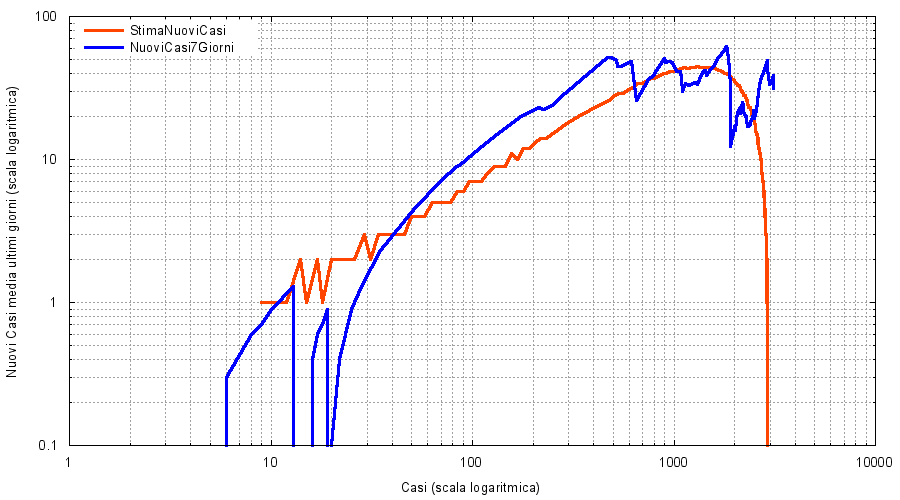 100
StimaNuoviCasi
NuoviCasi7Giorni
10
1
0.1
Nuovi Casi media ultimi giorni (scala logaritmica)
1
10
100
1000
10000
Casi (scala logaritmica)